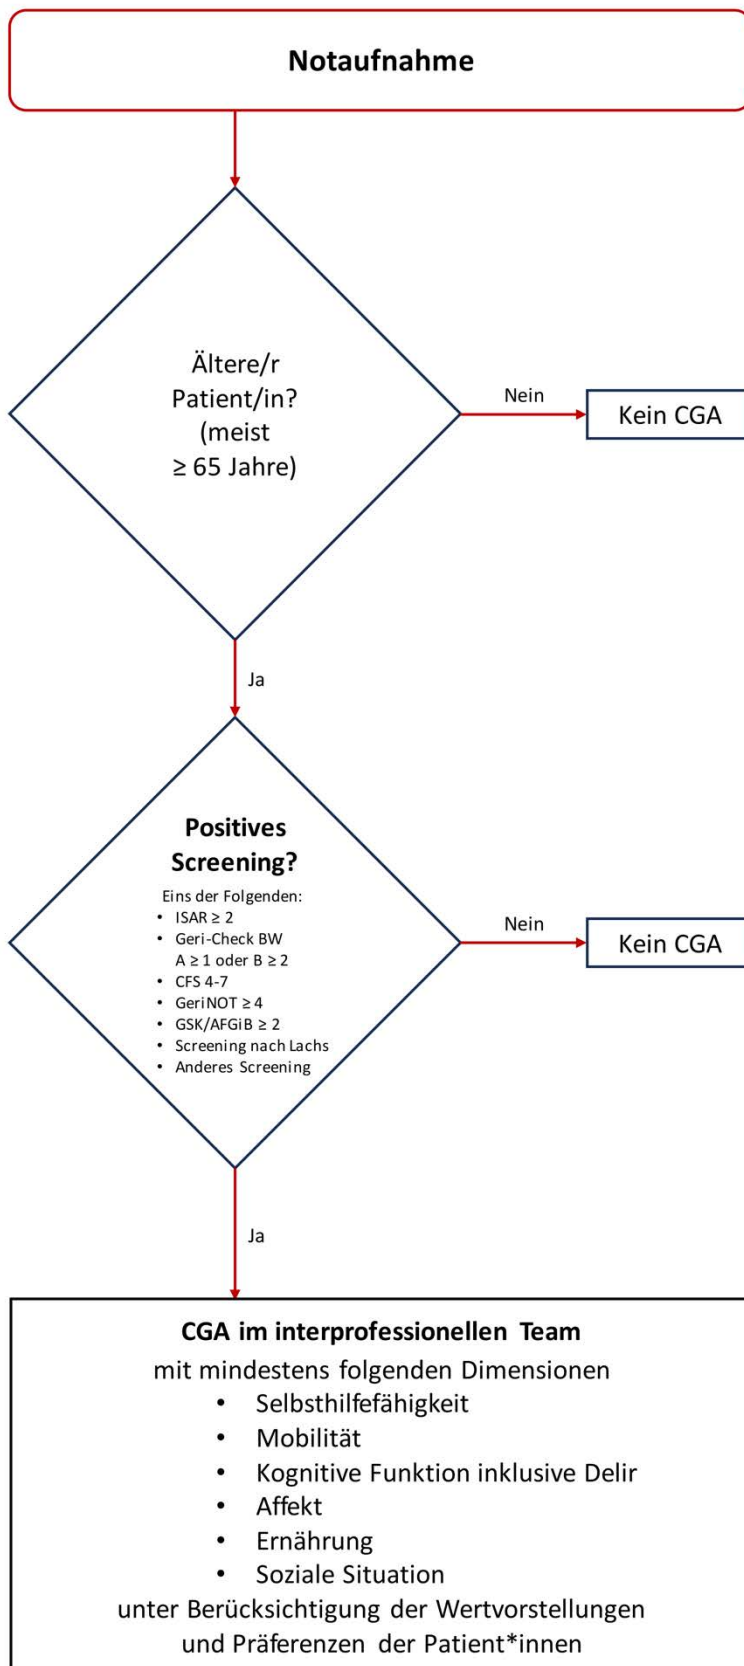 Notaufnahme
Ältere/r
Patient/in?
(meist
≥ 65 Jahre)
Nein
Kein CGA
Ja
Positives
Screening?
Eins der Folgenden:
• ISAR ≥ 2
• Geri-Check BW
A ≥ 1 oder B ≥ 2
• CFS 4-7
• GeriNOT ≥ 4
• GSK/AFGiB ≥ 2
• Screening nach Lachs
• Anderes Screening
Nein
Kein CGA
Ja
CGA im interprofessionellen Team
mit mindestens folgenden Dimensionen
• Selbsthilfefähigkeit
• Mobilität
• Kognitive Funktion inklusive Delir
• Affekt
• Ernährung
• Soziale Situation
unter Berücksichtigung der Wertvorstellungen
und Präferenzen der Patient*innen